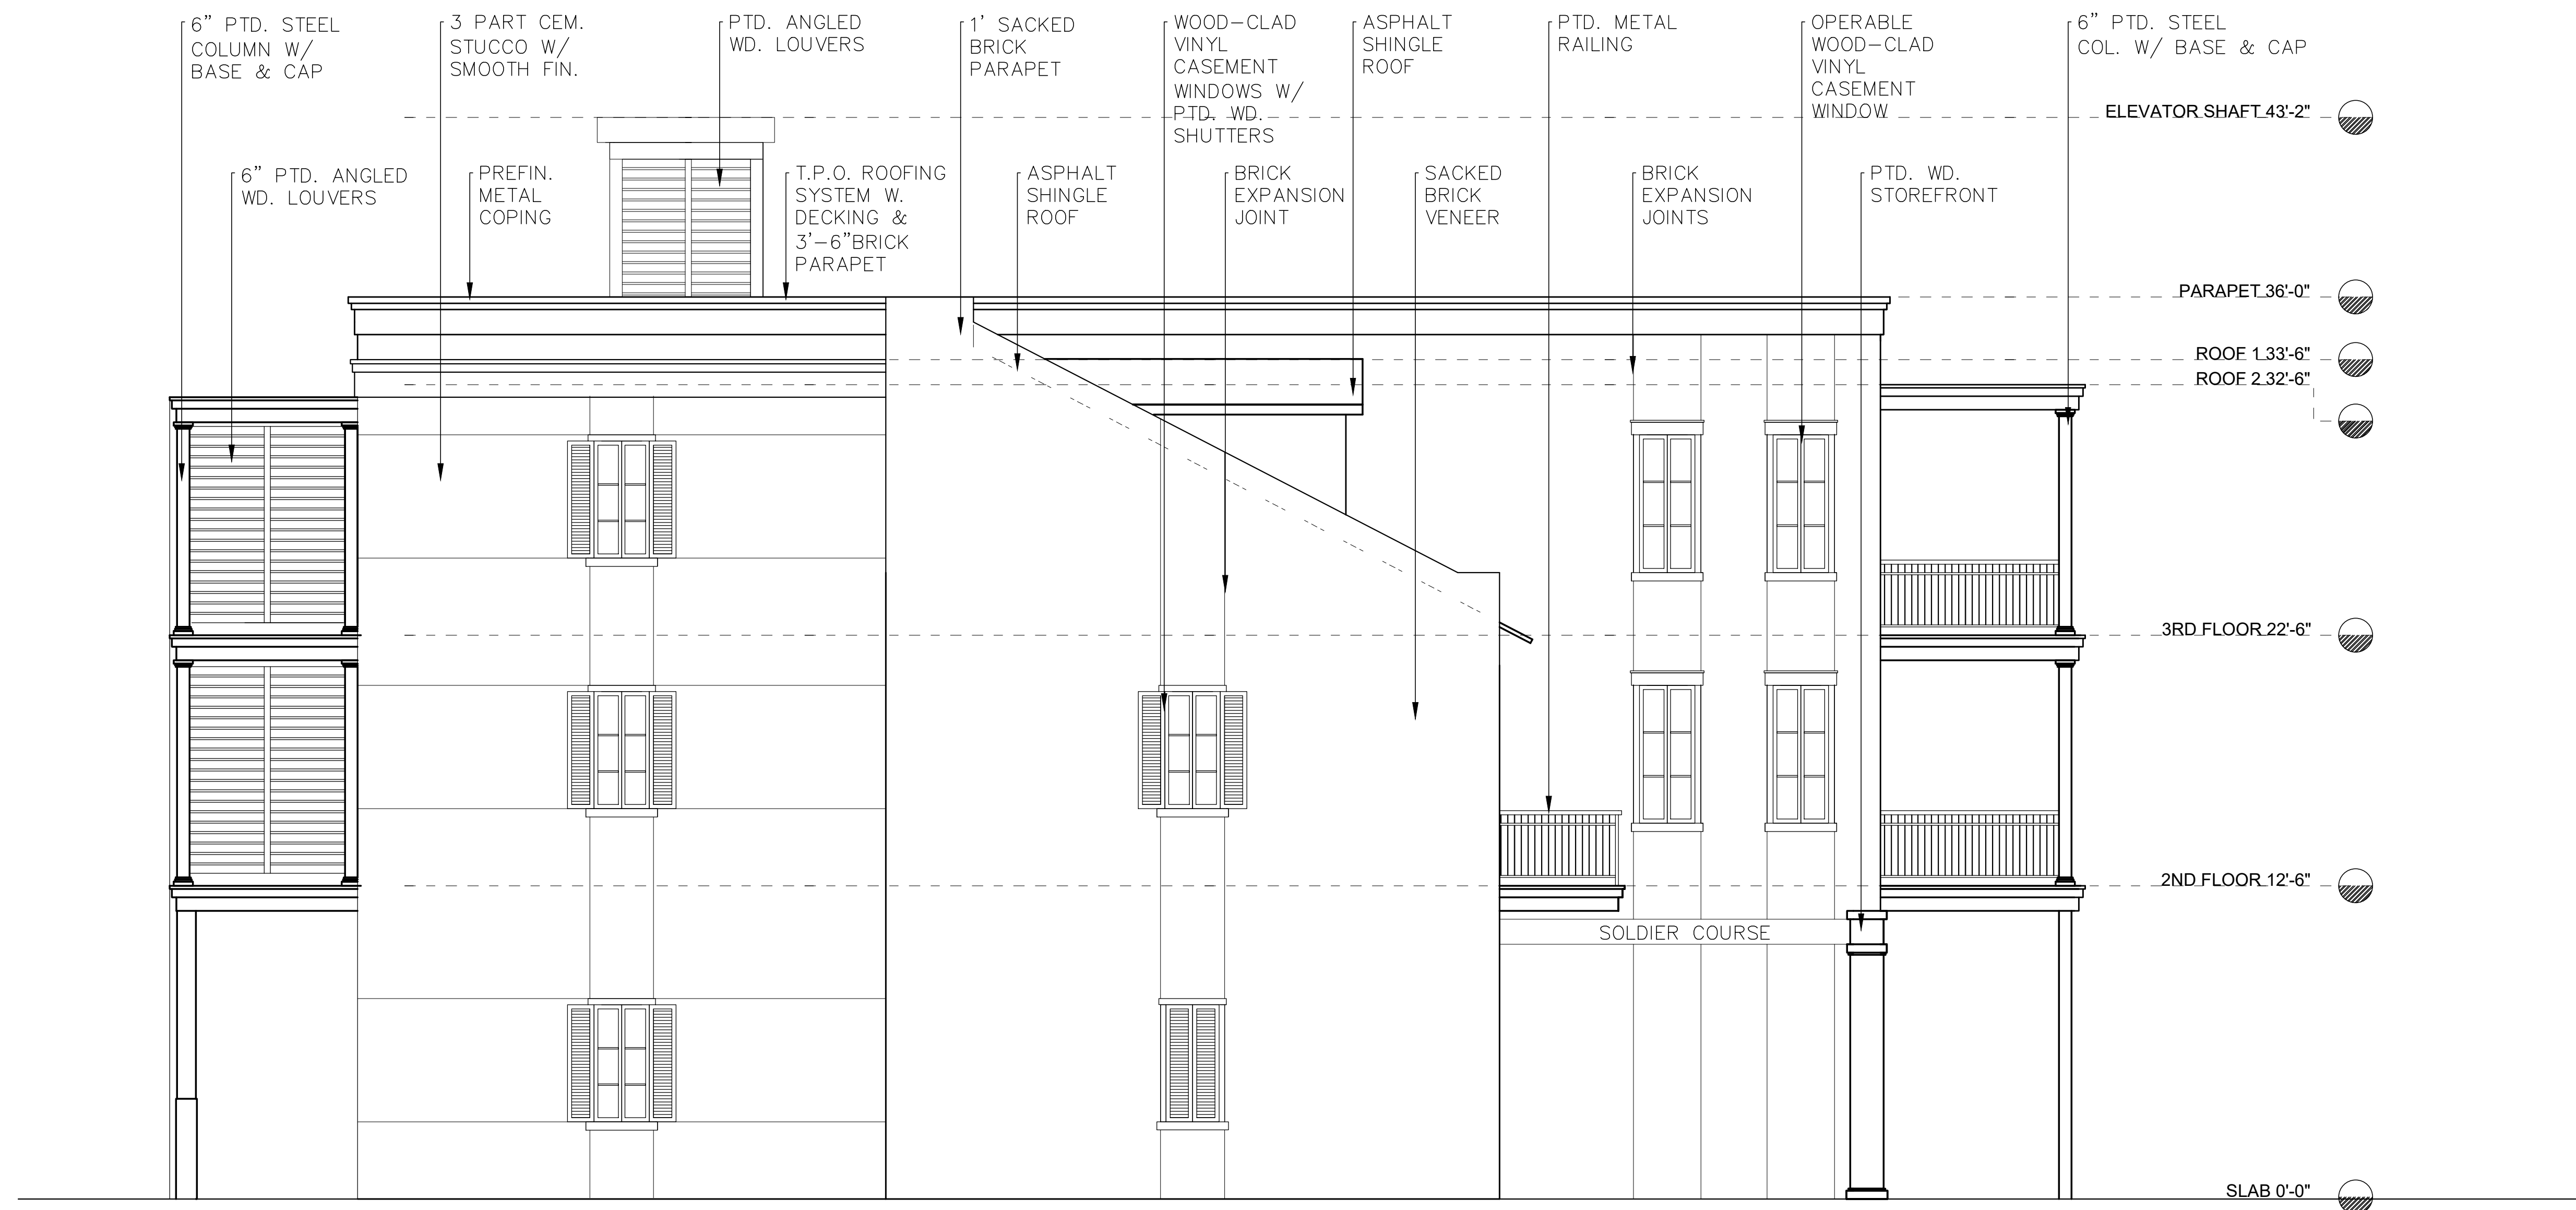 6" PTD. STEEL
COLUMN W/
BASE & CAP
3 PART CEM.
STUCCO W/
SMOOTH FIN.
PTD. ANGLED
WD. LOUVERS
1' SACKED
BRICK
PARAPET
WOOD-CLAD
VINYL
CASEMENT
WINDOWS W/
PTD. WD.
SHUTTERS
ASPHALT
SHINGLE
ROOF
PTD. METAL
RAILING
OPERABLE
WOOD-CLAD
VINYL
CASEMENT
WINDOW
6" PTD. STEEL
COL. W/ BASE & CAP
ELEVATOR SHAFT 43'-2"
6" PTD. ANGLED
WD. LOUVERS
PREFIN.
METAL
COPING
T.P.O. ROOFING
SYSTEM W.
DECKING &
3'-6"BRICK
PARAPET
ASPHALT
SHINGLE
ROOF
BRICK
EXPANSION
JOINT
SACKED
BRICK
VENEER
BRICK
EXPANSION
JOINTS
PTD. WD.
STOREFRONT
PARAPET 36'-0"
ROOF 1 33'-6"
ROOF 2 32'-6"
3RD FLOOR 22'-6"
2ND FLOOR 12'-6"
SOLDIER COURSE
SLAB 0'-0"